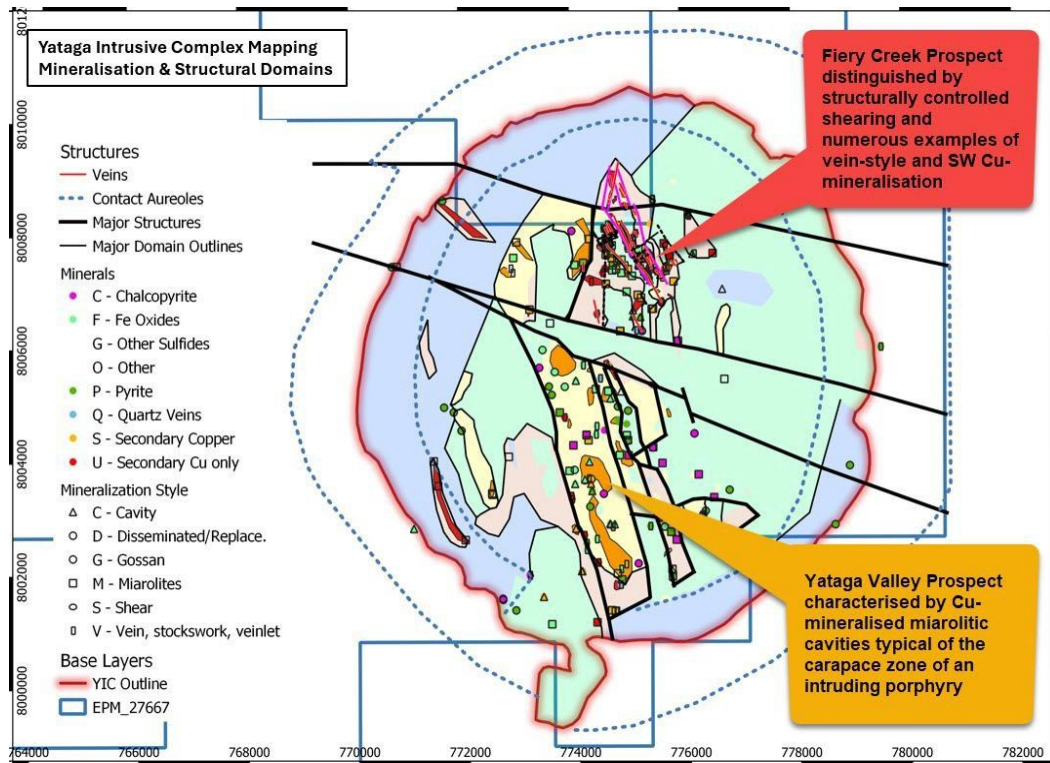 Yataga Intrusive Complex Mapping
Mineralisation & Structural Domains
Fiery Creek Prospect
distinguished by
structurally controlled
shearing and
numerous examples of
vein-style and SW Cu-
mineralisation
Structures
Veins
Contact Aureoles
Major Structures
Major Domain Outlines
Minerals
C - Chalcopyrite
F - Fe Oxides
G - Other Sulfides
O - Other
P - Pyrite
Q - Quartz Veins
S - Secondary Copper
U - Secondary Cu only
Mineralization Style
C - Cavity
D - Disseminated/Replace.
G - Gossan
M - Miarolites
S - Shear
V - Vein, stockwork, veinlet
Base Layers
YIC Outline
EPM_27667
Yataga Valley Prospect
characterised by Cu-
mineralised miarolitic
cavities typical of the
carapace zone of an
intruding porphyry
8012
8010000
8008000
8006000
8004000
8002000
8000000
764000 766000 768000 770000 772000 774000 776000 778000 780000 782000